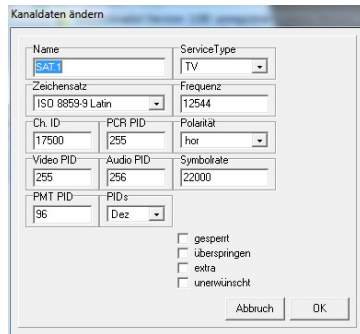 Kanaldaten ändern
Name
SAT.1
ServiceType
TV
Zeichensatz
ISO 8859-9 Latin
Frequenz
12544
Ch. ID
17500
PCR PID
255
Polarität
hor
Video PID
255
Audio PID
256
Symbolrate
22000
PMT PID
96
PIDs
Dez
gesperrt
überspringen
extra
unerwünscht
Abbruch
OK